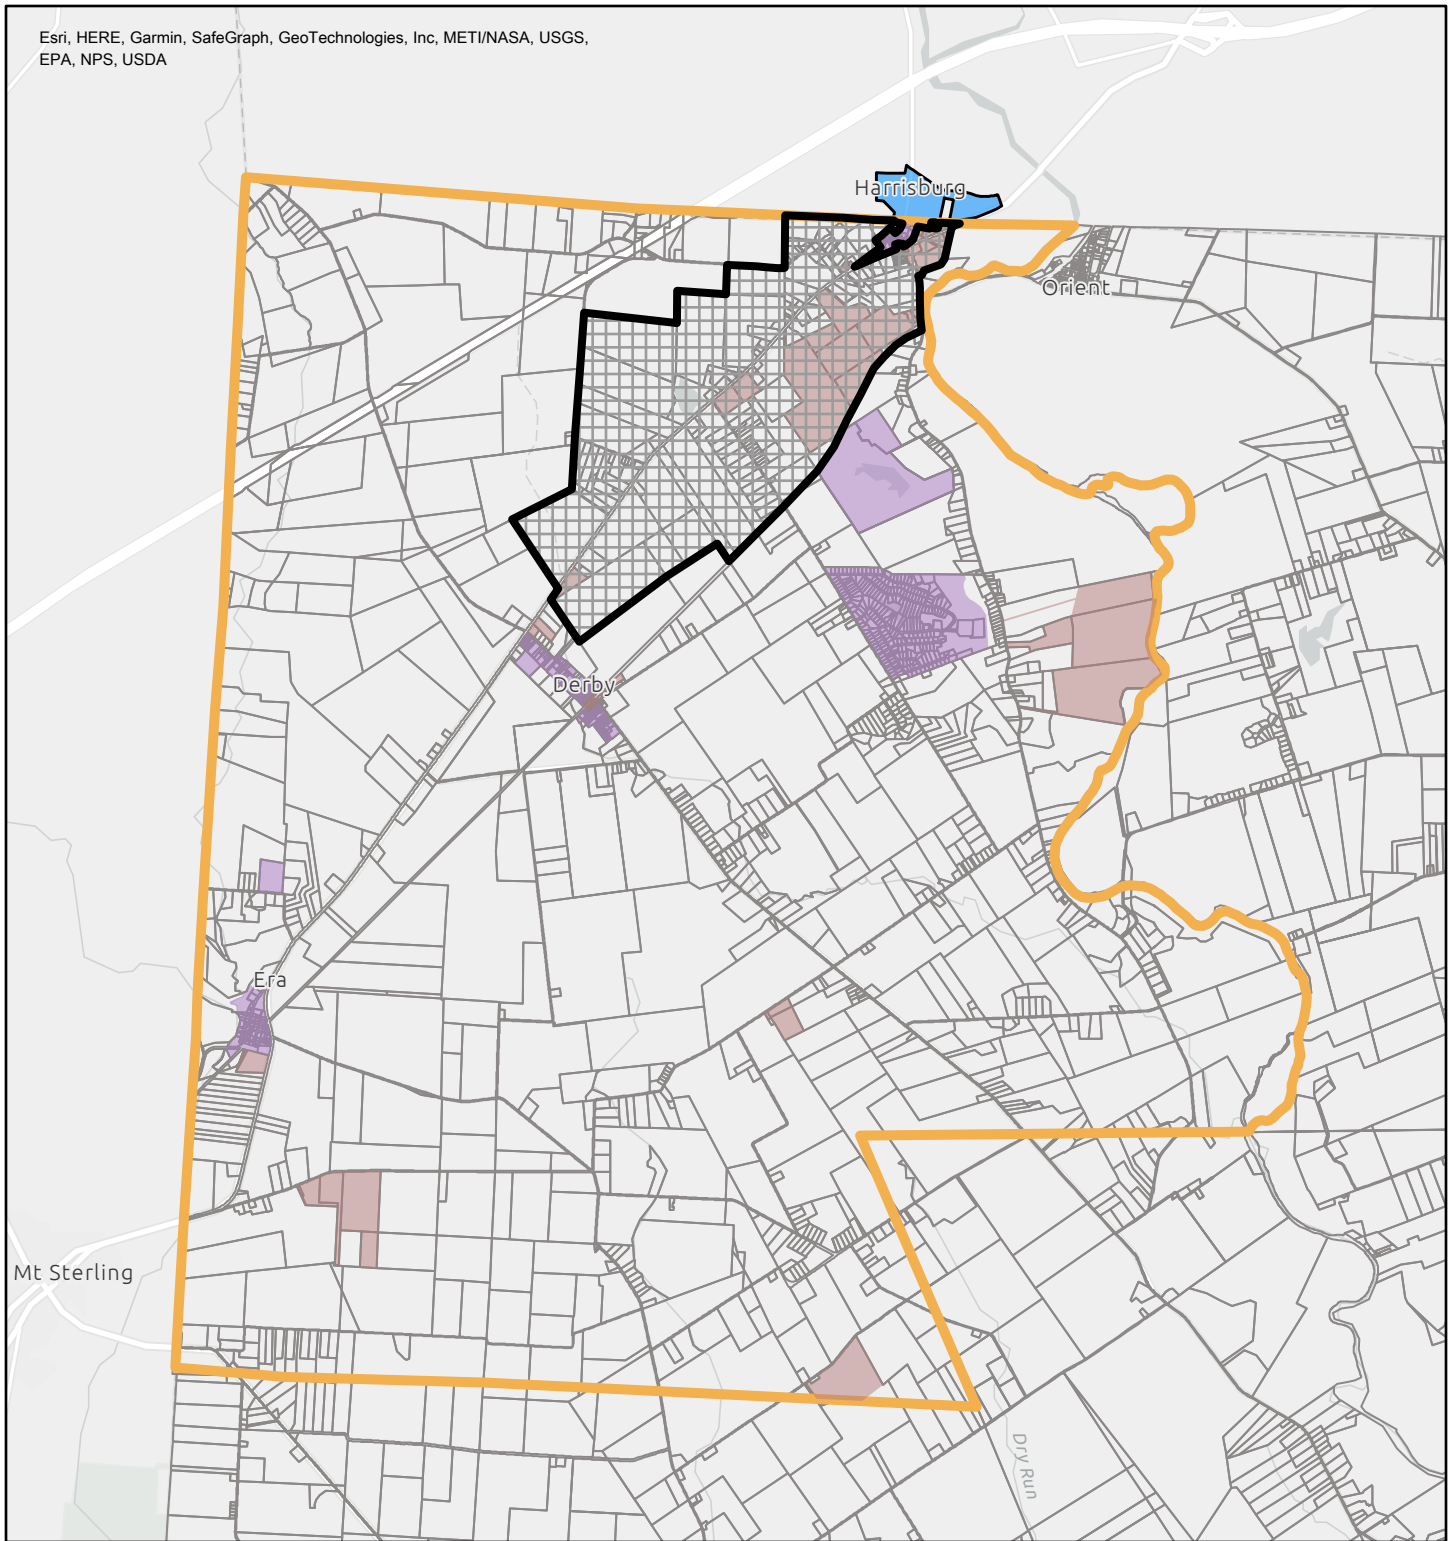 Esri, HERE, Garmin, SafeGraph, GeoTechnologies, Inc, METI/NASA, USGS,
EPA, NPS, USDA
Harrisburg
Orient
Derby
Era
Mt Sterling
Dry Run